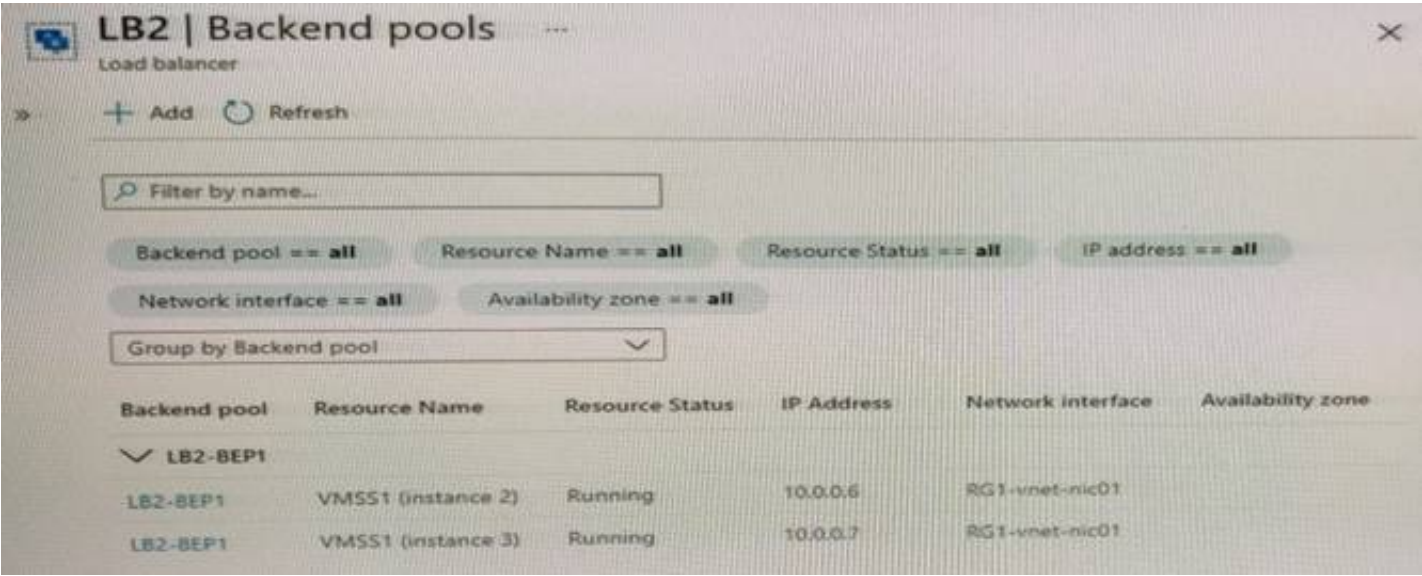 LB2 | Backend pools ...
Load balancer
» + Add Refresh
Filter by name...
Backend pool == all Resource Name == all Resource Status == all IP address == all
Network interface == all Availability zone == all
Group by Backend pool
Backend pool Resource Name Resource Status IP Address Network interface Availability zone
LB2-BEP1
LB2-BEP1 VMSS1 (instance 2) Running 10.0.0.6 RG1-vnet-nic01
LB2-BEP1 VMSS1 (instance 3) Running 10.0.0.7 RG1-vnet-nic01